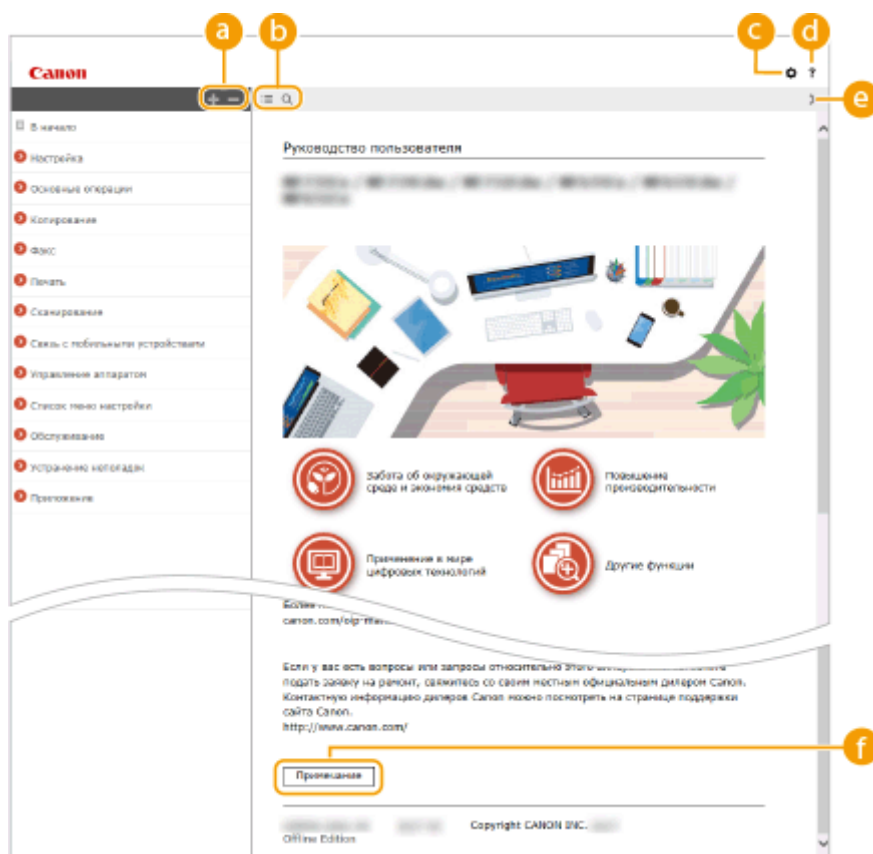 a
b
c
d
Canon
?
e
В начало
Настройка
Основные операции
Копирование
Факс
Печать
Сканирование
Связь с мобильными устройствами
Управление аппаратом
Список меню настройки
Обслуживание
Устранение неполадок
Приложение
Руководство пользователя
Забота об окружающей
среде и экономия средств
Повышение
производительности
Применение в мире
цифровых технологий
Другие функции
Более
canon.com/oip-man
Если у вас есть вопросы или запросы относительно этого
подать заявку на ремонт, свяжитесь со своим местным официальным дилером Canon.
Контактную информацию дилеров Canon можно посмотреть на странице поддержки
сайта Canon.
http://www.canon.com/
f
Примечание
Copyright CANON INC.
Offline Edition